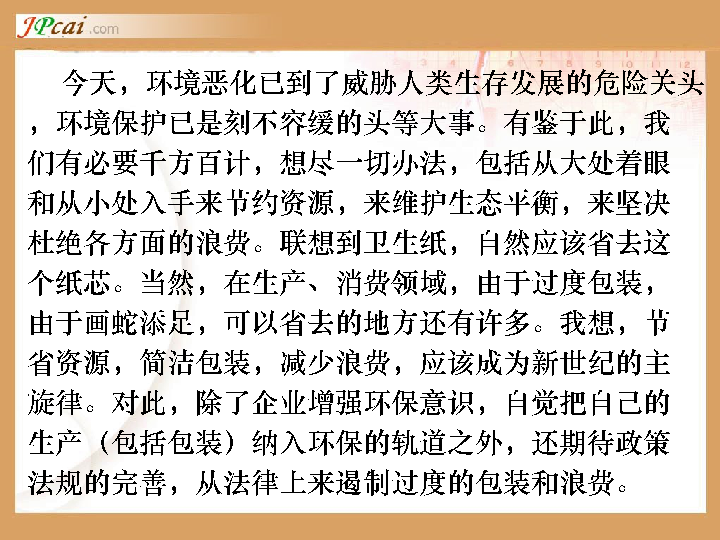 JPcai .com
今天，环境恶化已到了威胁人类生存发展的危险关头
，环境保护已是刻不容缓的头等大事。有鉴于此，我
们有必要千方百计，想尽一切办法，包括从大处着眼
和从小处入手来节约资源，来维护生态平衡，来坚决
杜绝各方面的浪费。联想到卫生纸，自然应该省去这
个纸芯。当然，在生产、消费领域，由于过度包装，
由于画蛇添足，可以省去的地方还有许多。我想，节
省资源，简洁包装，减少浪费，应该成为新世纪的主
旋律。对此，除了企业增强环保意识，自觉把自己的
生产（包括包装）纳入环保的轨道之外，还期待政策
法规的完善，从法律上来遏制过度的包装和浪费。